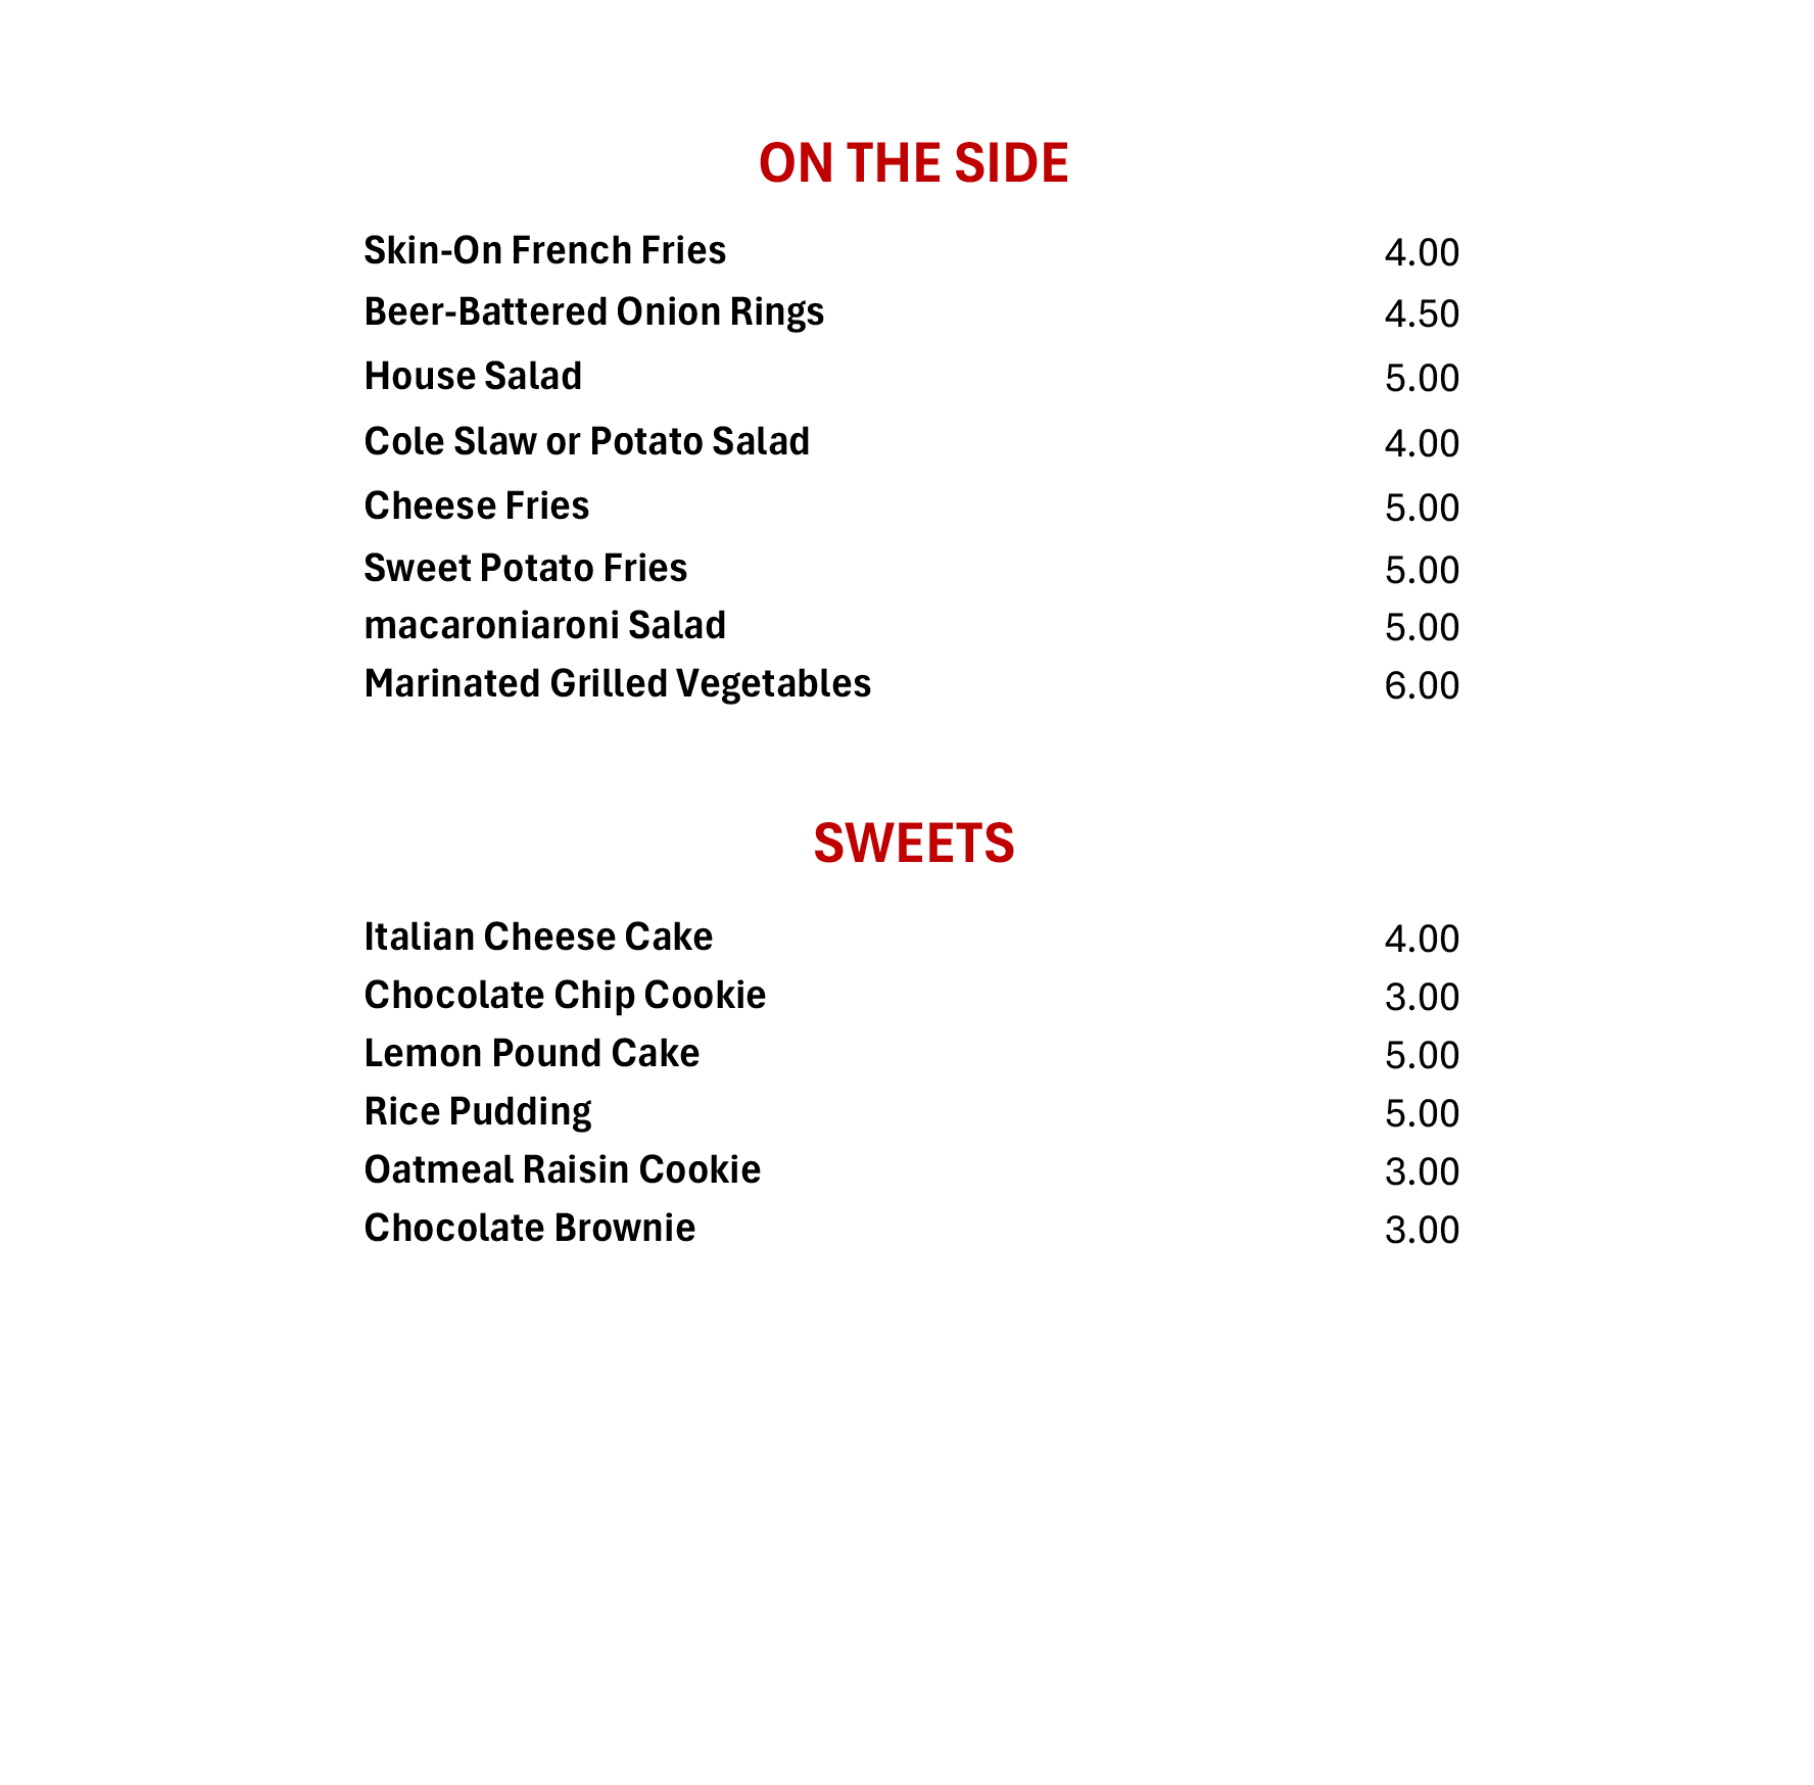 ON THE SIDE
Skin-On French Fries 4.00
Beer-Battered Onion Rings 4.50
House Salad 5.00
Cole Slaw or Potato Salad 4.00
Cheese Fries 5.00
Sweet Potato Fries 5.00
macaroniaroni Salad 5.00
Marinated Grilled Vegetables 6.00
SWEETS
Italian Cheese Cake 4.00
Chocolate Chip Cookie 3.00
Lemon Pound Cake 5.00
Rice Pudding 5.00
Oatmeal Raisin Cookie 3.00
Chocolate Brownie 3.00